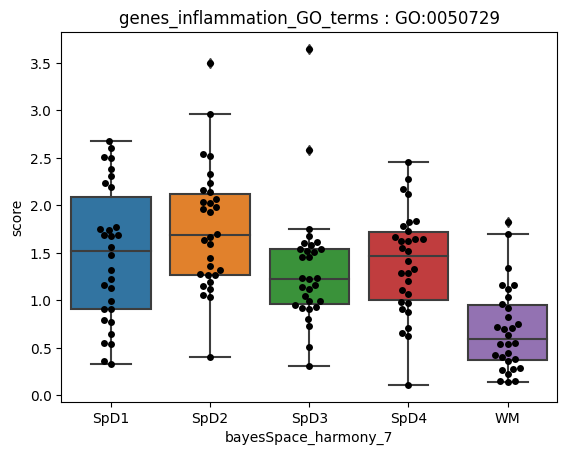 genes_inflammation_GO_terms : GO:0050729
3.5
3.0
2.5
2.0
1.5
1.0
0.5
0.0
score
SpD1 SpD2 SpD3 SpD4 WM
bayesSpace_harmony_7